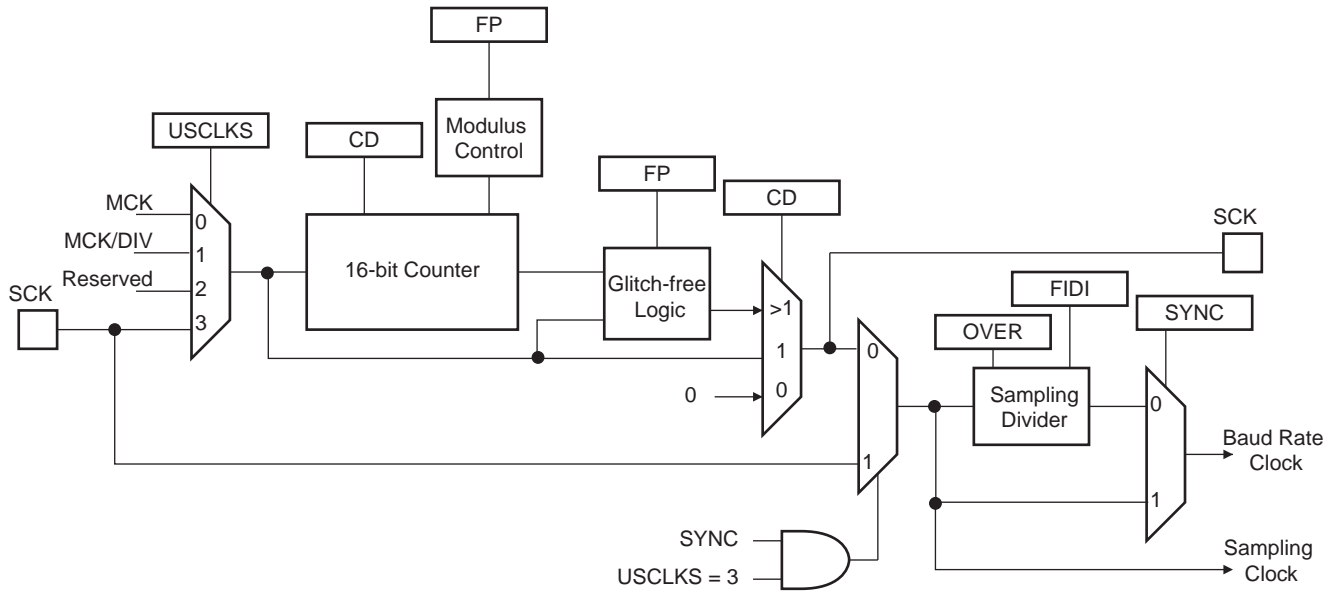 FP
USCLKS
CD
Modulus
Control
FP
CD
SCK
MCK
0
MCK/DIV
1
Reserved
2
SCK
3
16-bit Counter
Glitch-free
Logic
>1
1
0
0
FIDI
OVER
SYNC
0
1
Sampling
Divider
0
1
Baud Rate
Clock
SYNC
USCLKS = 3
Sampling
Clock